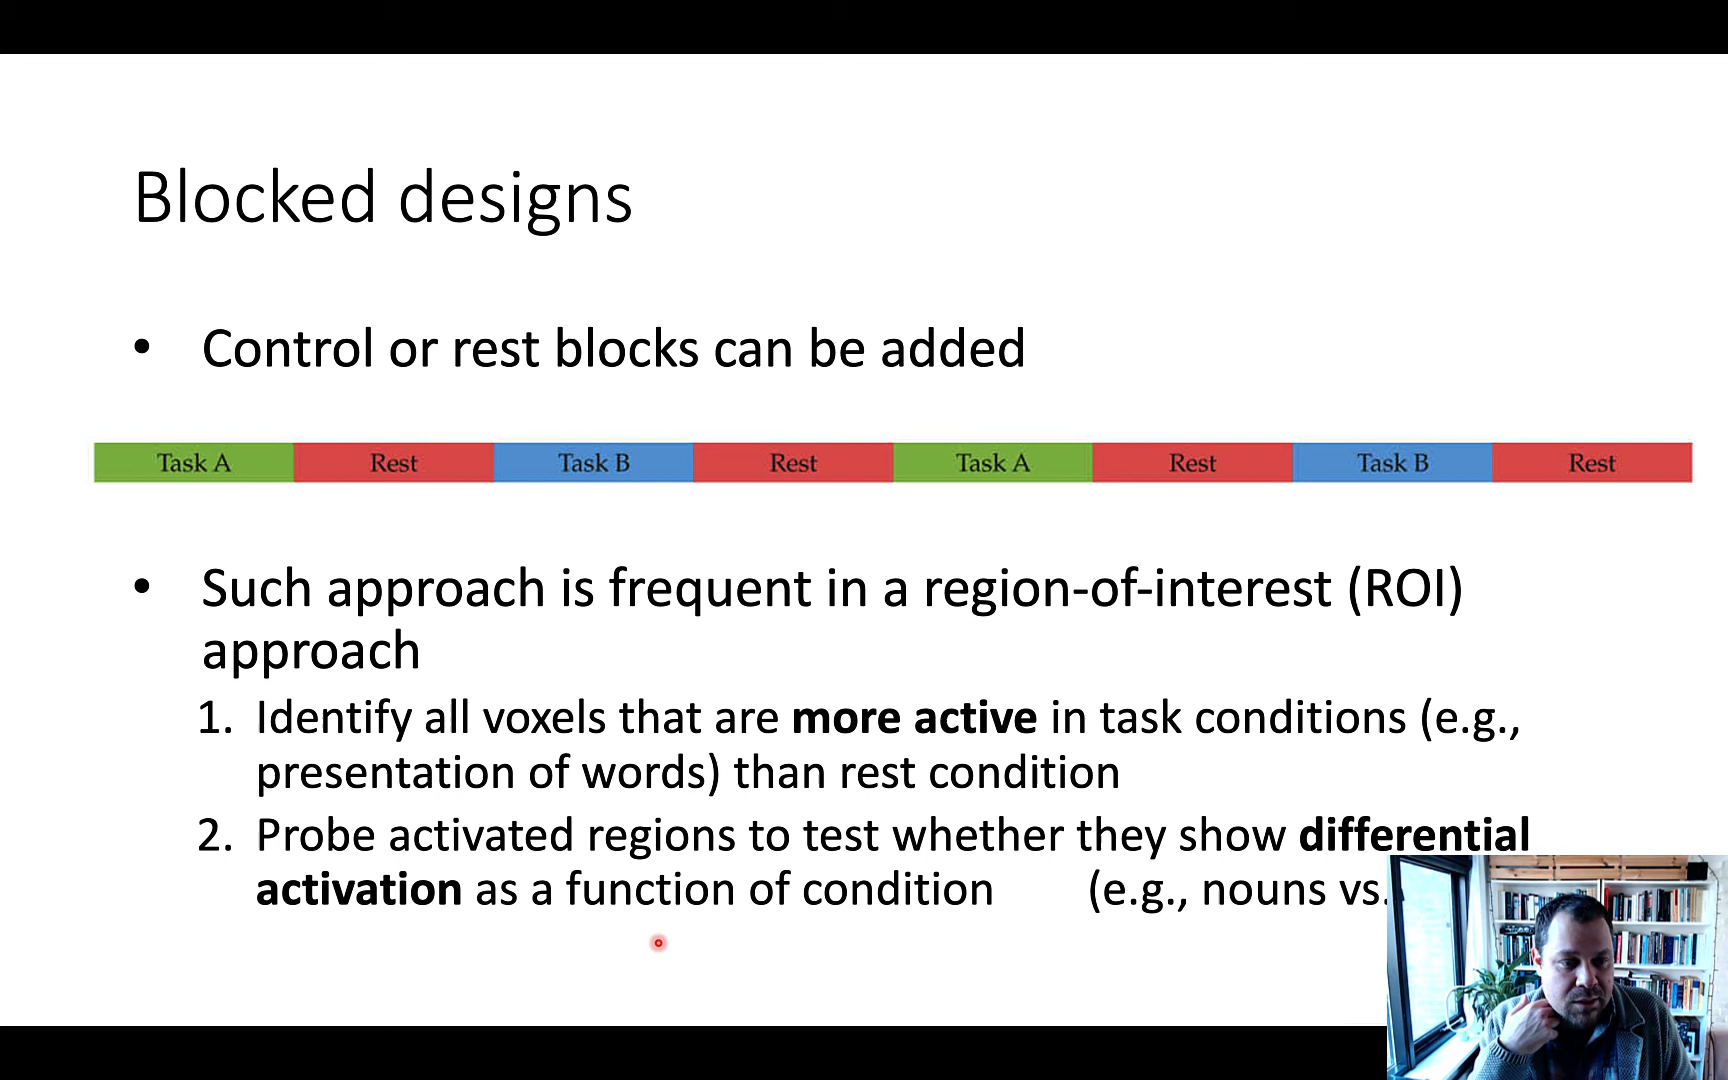 Blocked designs
• Control or rest blocks can be added
Task A Rest Task B Rest Task A Rest Task B Rest
• Such approach is frequent in a region-of-interest (ROI)
approach
1. Identify all voxels that are more active in task conditions (e.g.,
presentation of words) than rest condition
2. Probe activated regions to test whether they show differential
activation as a function of condition (e.g., nouns vs.